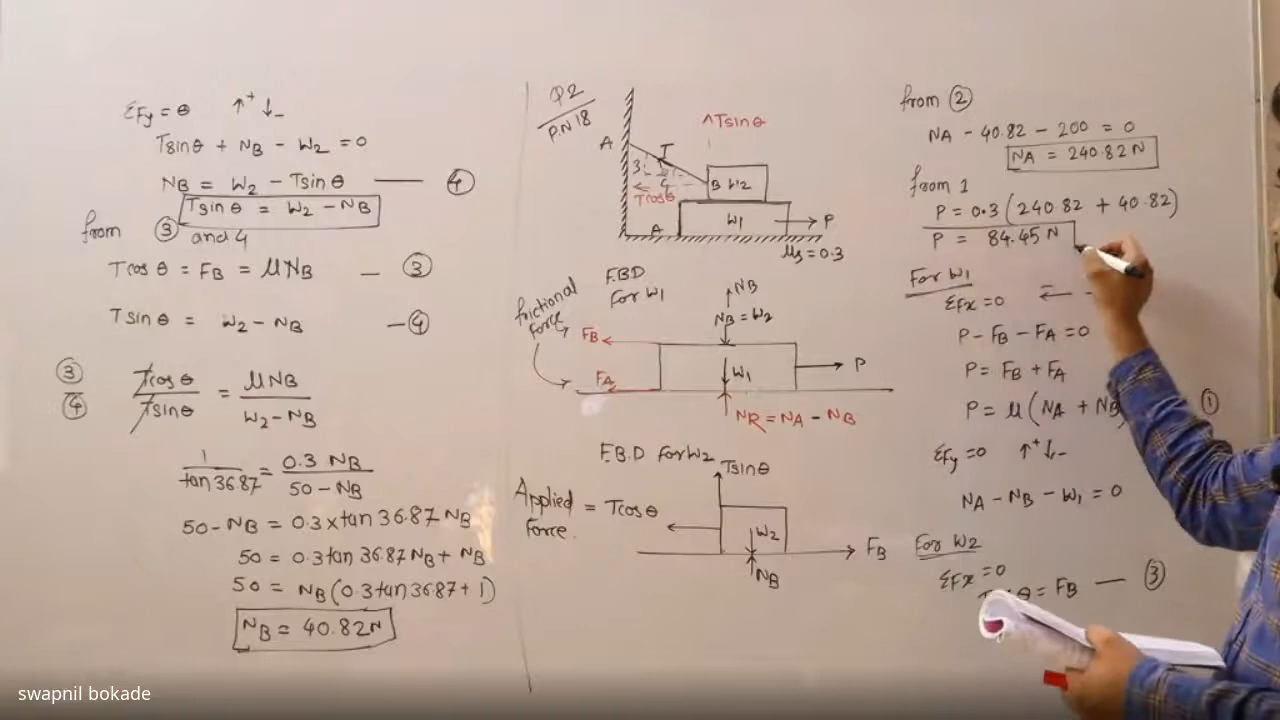 ƩFy = 0 ↑+ ↓-
Tsinθ + NB - W2 = 0
NB = W2 - Tsinθ —— ④
Tsinθ = W2 - NB
from ③ and 4
Tcosθ = FB = μNB — ③
Tsinθ = W2 - NB — ④
③ Tcosθ = μNB
④ Tsinθ W2 - NB
1 = 0.3 NB
tan 36.87 50 - NB
50 - NB = 0.3 x tan 36.87 NB
50 = 0.3 tan 36.87 NB + NB
50 = NB (0.3 tan 36.87 + 1)
NB = 40.82 N
Q2
P.N 18
^Tsinθ
A
T
3
4
B W2
Tcosθ
W1
P
A
μs = 0.3
F.B.D
For W1
frictional
force
NB
NB = W2
FB
W1
P
FA
NR = NA - NB
F.B.D For W2
Tsinθ
Applied = Tcosθ
Force.
W2
FB
NB
from ②
NA - 40.82 - 200 = 0
NA = 240.82 N
from 1
P = 0.3 (240.82 + 40.82)
P = 84.45 N
For W1
ƩFx = 0 ←
P - FB - FA = 0
P = FB + FA
P = μ (NA + NB ①
ƩFy = 0 ↑+ ↓-
NA - NB - W1 = 0
For W2
ƩFx = 0
θ = FB — ③
swapnil bokade